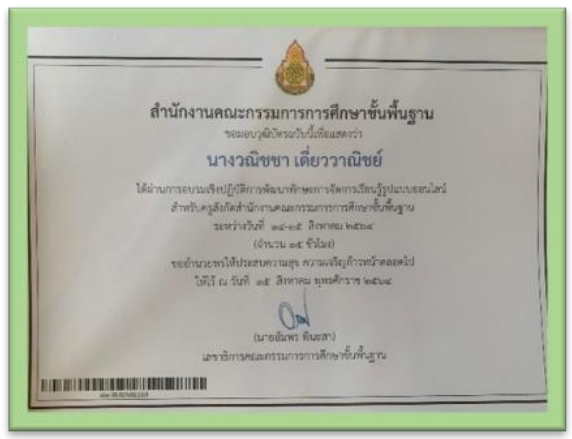 สำนักงานคณะกรรมการการศึกษาขั้นพื้นฐาน
ขอมอบวุฒิบัตรฉบับนี้เพื่อแสดงว่า
นางวณิชชา เดี่ยววาณิชย์
ได้ผ่านการอบรมเชิงปฏิบัติการพัฒนาทักษะการจัดการเรียนรู้รูปแบบออนไลน์
สำหรับครูสังกัดสำนักงานคณะกรรมการการศึกษาขั้นพื้นฐาน
ระหว่างวันที่ ๑๔-๑๕ สิงหาคม ๒๕๖๔
(จำนวน ๑๕ ชั่วโมง)
ขออำนวยพรให้ประสบความสุข ความเจริญก้าวหน้าตลอดไป
ให้ไว้ ณ วันที่ ๑๕ สิงหาคม พุทธศักราช ๒๕๖๔
(นายอัมพร พินะสา)
เลขาธิการคณะกรรมการการศึกษาขั้นพื้นฐาน